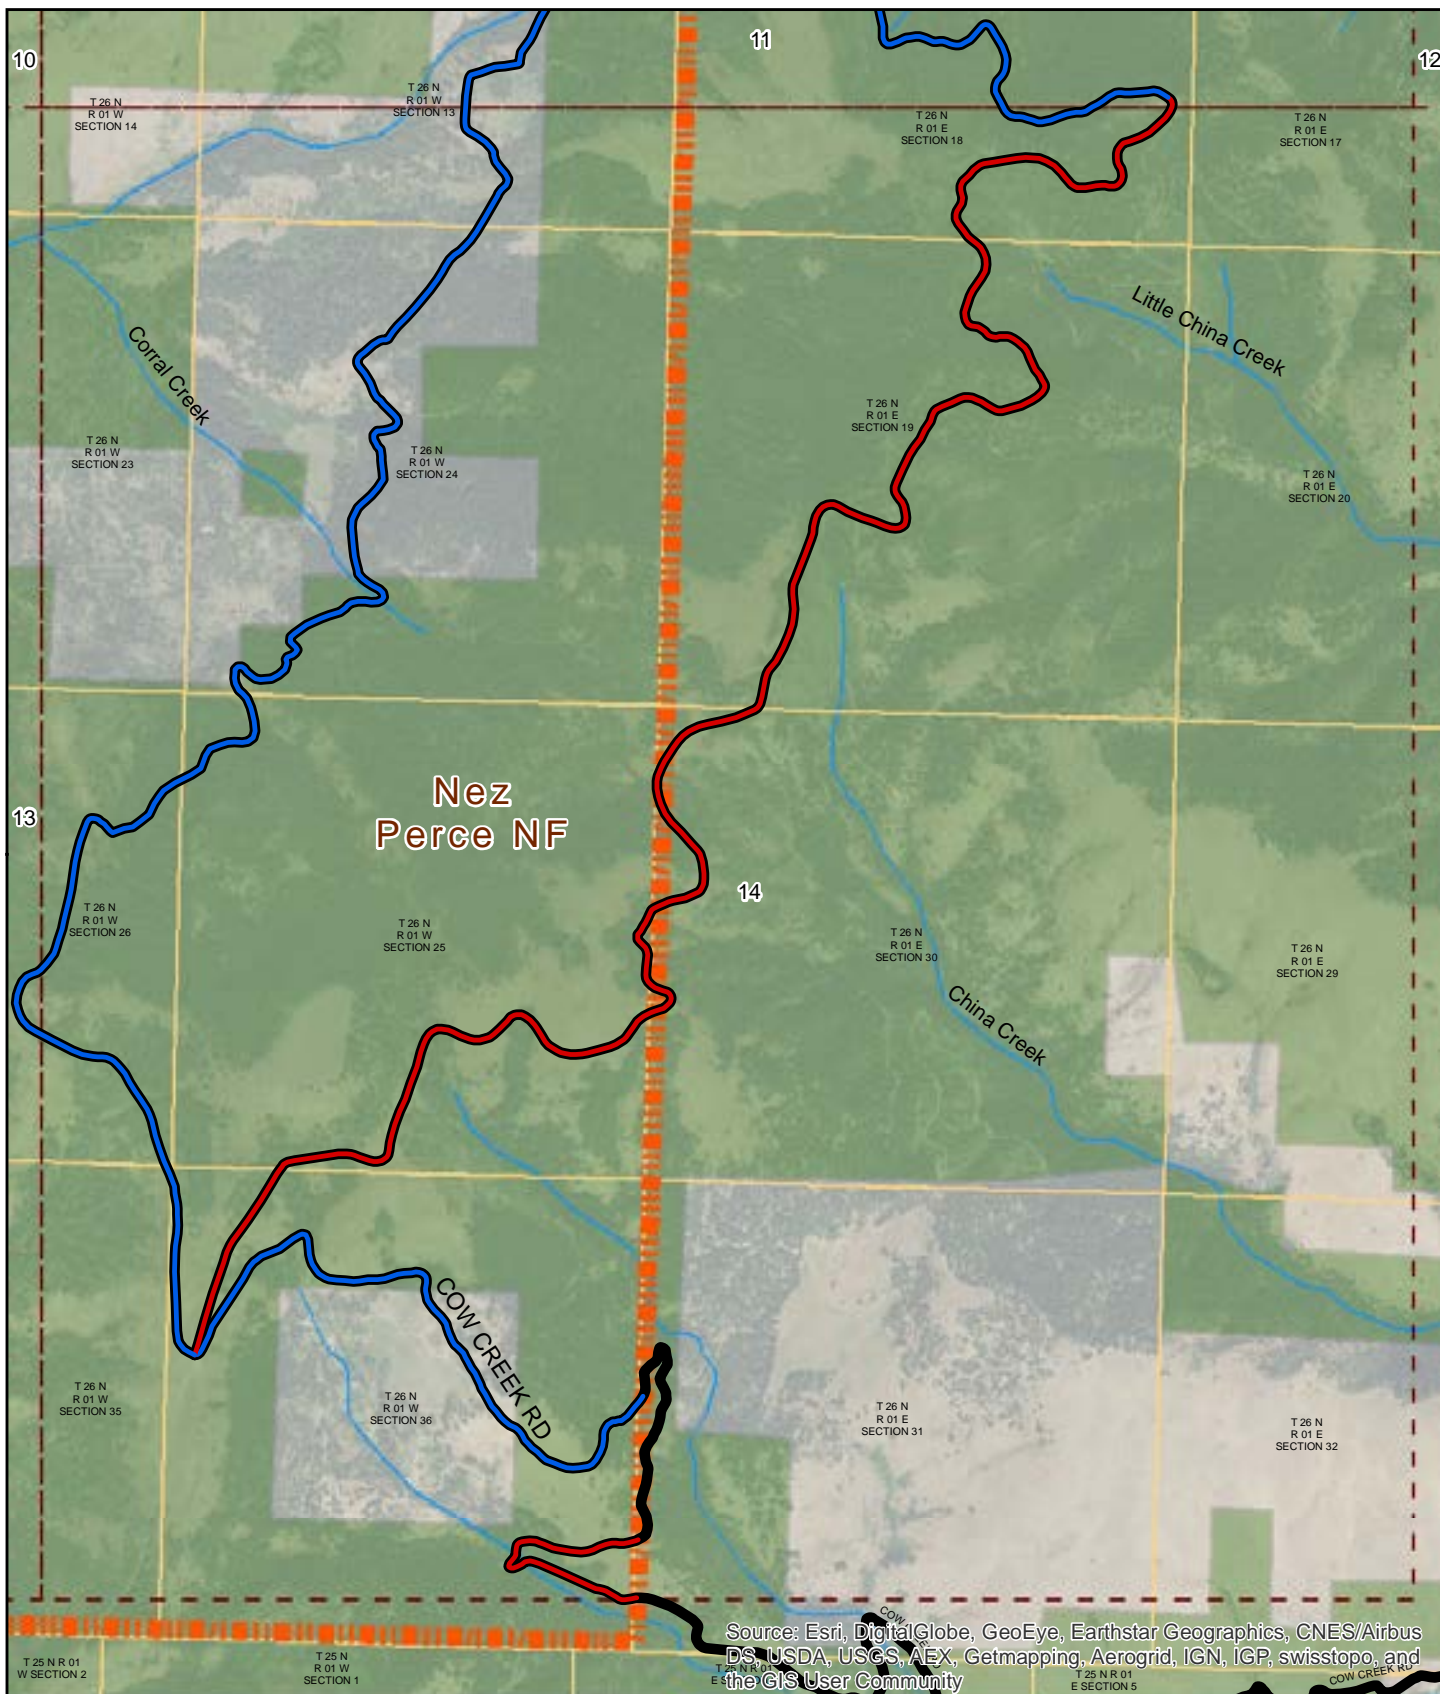 11
10
12
T 26 N
R 01 W
SECTION 14
T 26 N
R 01 W
SECTION 13
T 26 N
R 01 E
SECTION 18
T 26 N
R 01 E
SECTION 17
Little China Creek
Corral Creek
T 26 N
R 01 W
SECTION 23
T 26 N
R 01 W
SECTION 24
T 26 N
R 01 E
SECTION 19
T 26 N
R 01 E
SECTION 20
Nez
Perce NF
13
14
T 26 N
R 01 W
SECTION 26
T 26 N
R 01 W
SECTION 25
T 26 N
R 01 E
SECTION 30
T 26 N
R 01 E
SECTION 29
China Creek
COW CREEK RD
T 26 N
R 01 W
SECTION 35
T 26 N
R 01 W
SECTION 36
T 26 N
R 01 E
SECTION 31
T 26 N
R 01 E
SECTION 32
COW
Source: Esri, DigitalGlobe, GeoEye, Earthstar Geographics, CNES/Airbus
DS, USDA, USGS, AEX, Getmapping, Aerogrid, IGN, IGP, swisstopo, and
the GIS User Community
T 25 N R 01
W SECTION 2
T 25 N
R 01 W
SECTION 1
T 25 N R 01
T 25 N R 01
E SECTION 5
COW CREEK RD